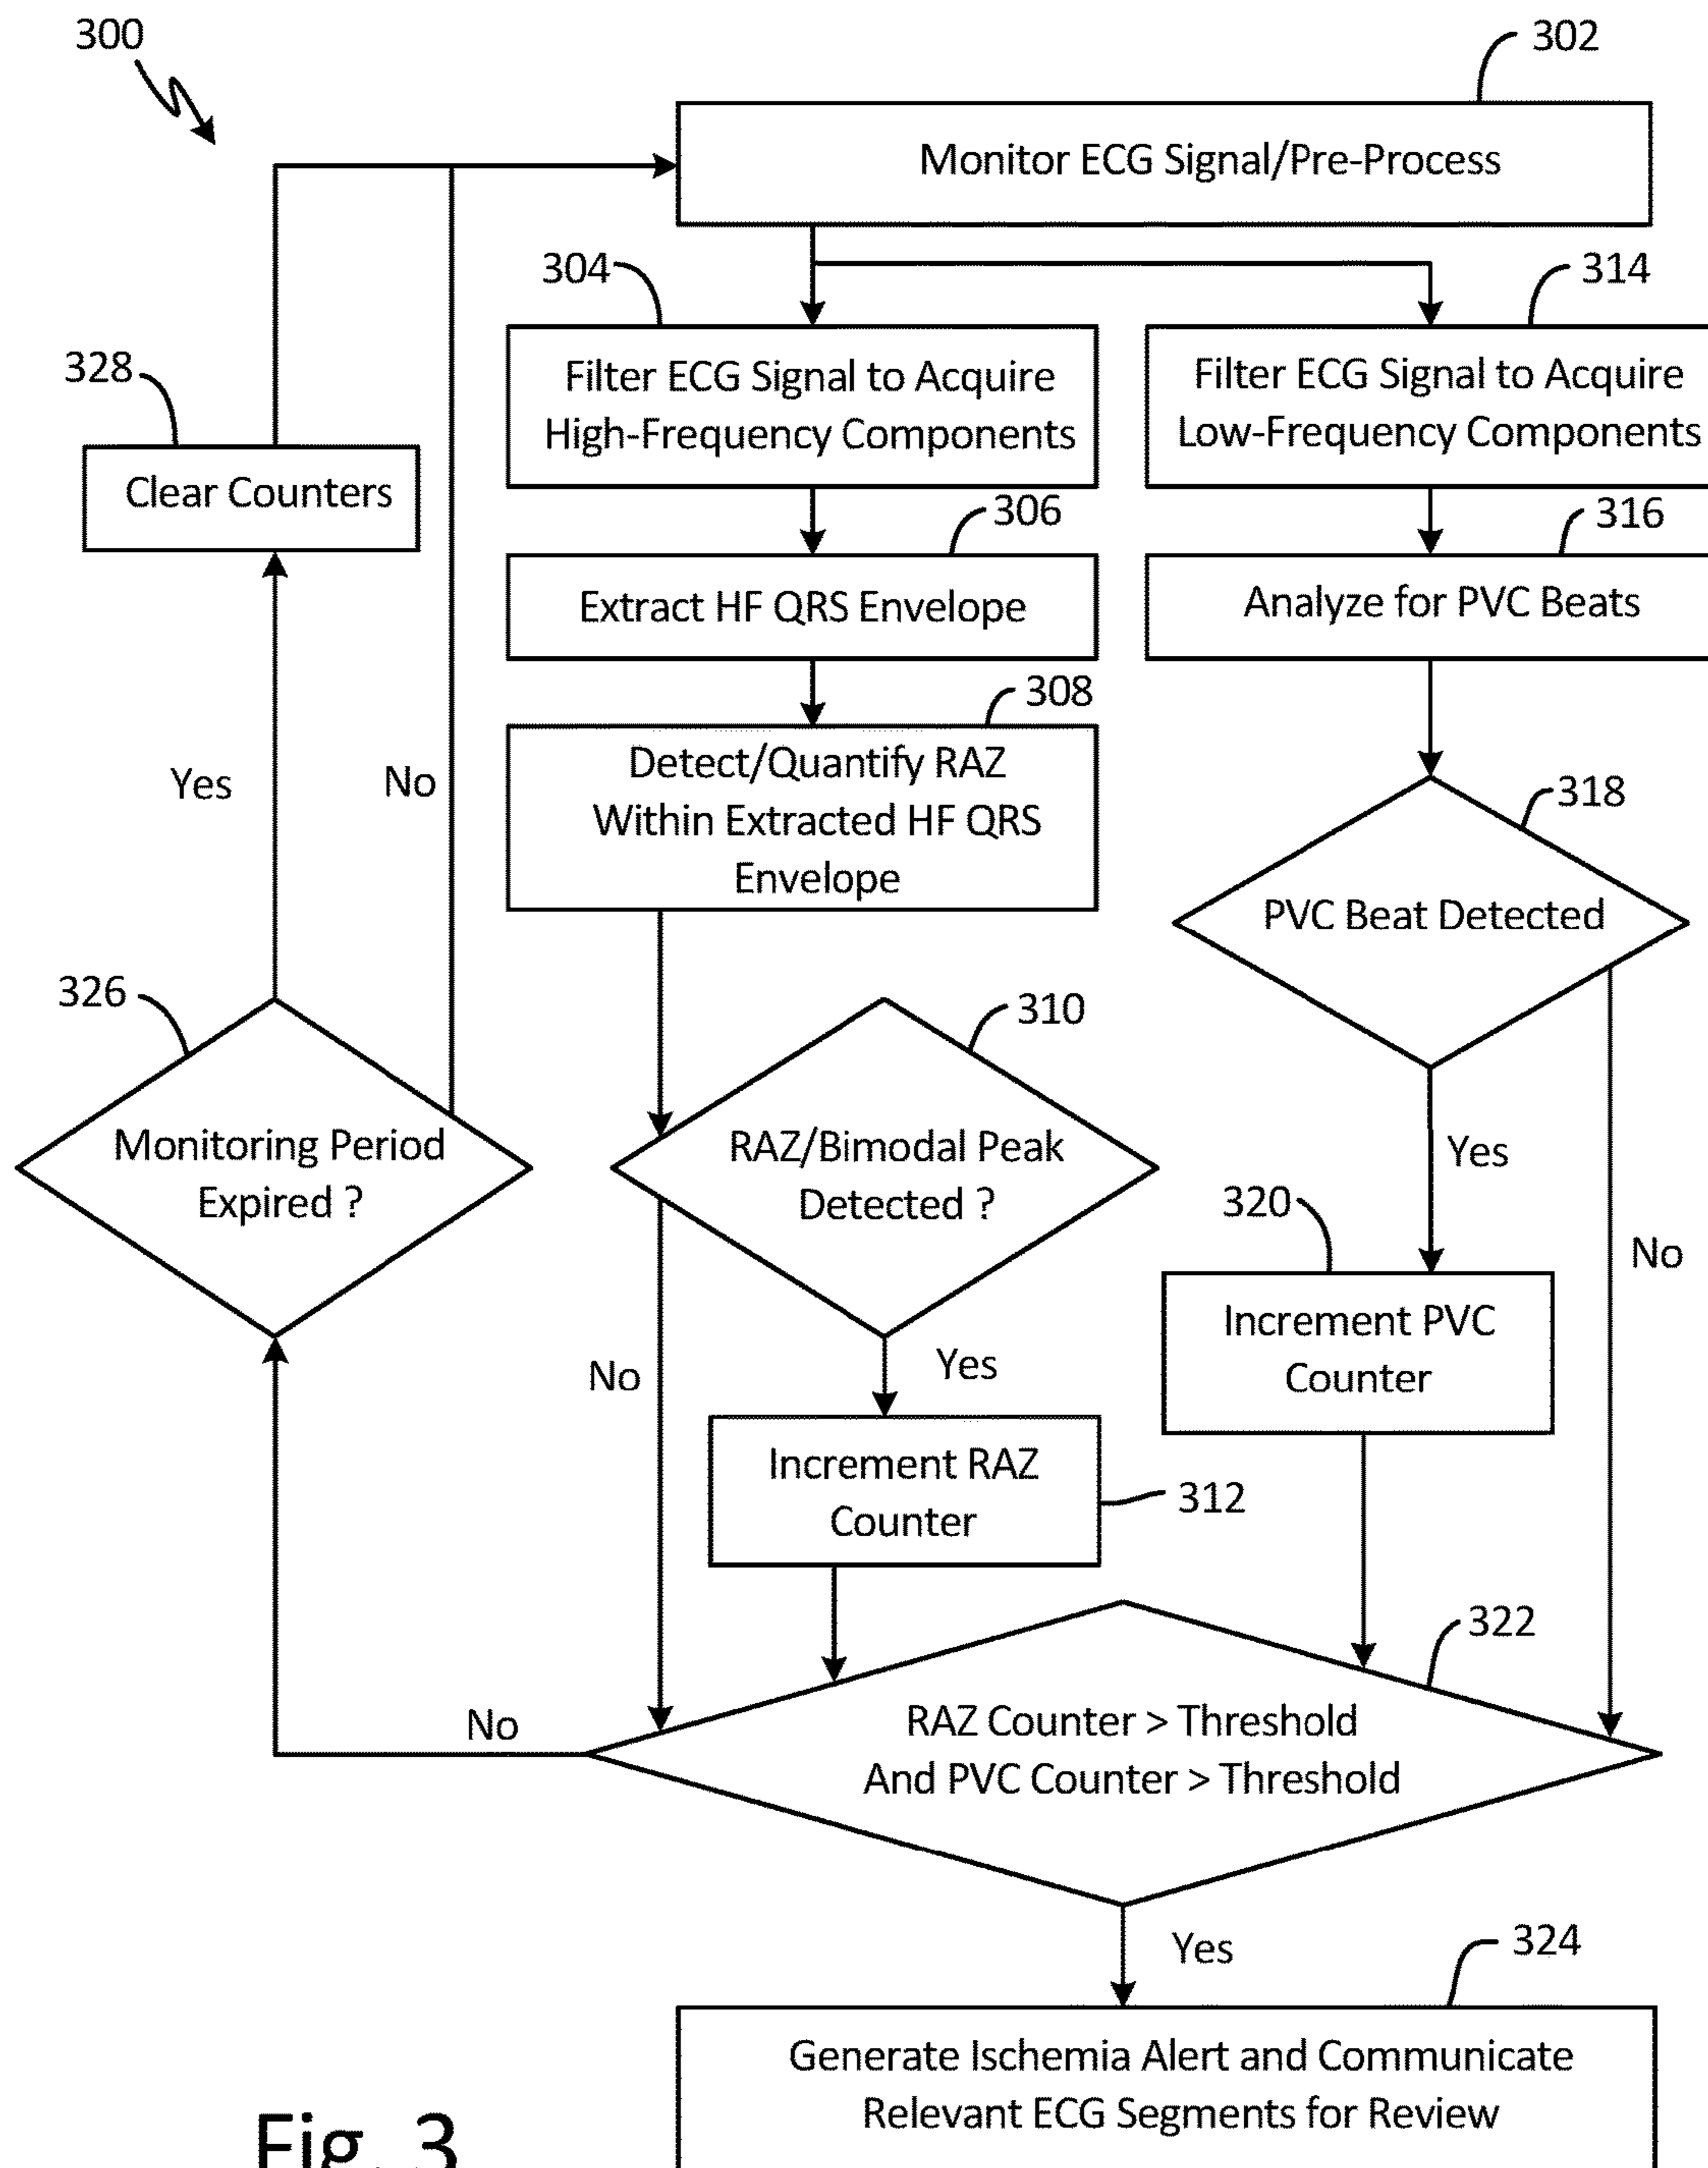 300
302
Monitor ECG Signal/Pre-Process
304
314
Filter ECG Signal to Acquire
High-Frequency Components
Filter ECG Signal to Acquire
Low-Frequency Components
328
Clear Counters
306
316
Extract HF QRS Envelope
Analyze for PVC Beats
308
Detect/Quantify RAZ
Within Extracted HF QRS
Envelope
Yes
No
318
PVC Beat Detected
326
310
Monitoring Period
Expired ?
RAZ/Bimodal Peak
Detected ?
Yes
320
No
Increment PVC
Counter
No
Yes
Increment RAZ
Counter
312
322
RAZ Counter > Threshold
And PVC Counter > Threshold
No
Yes
324
Generate Ischemia Alert and Communicate
Relevant ECG Segments for Review
Fig. 3